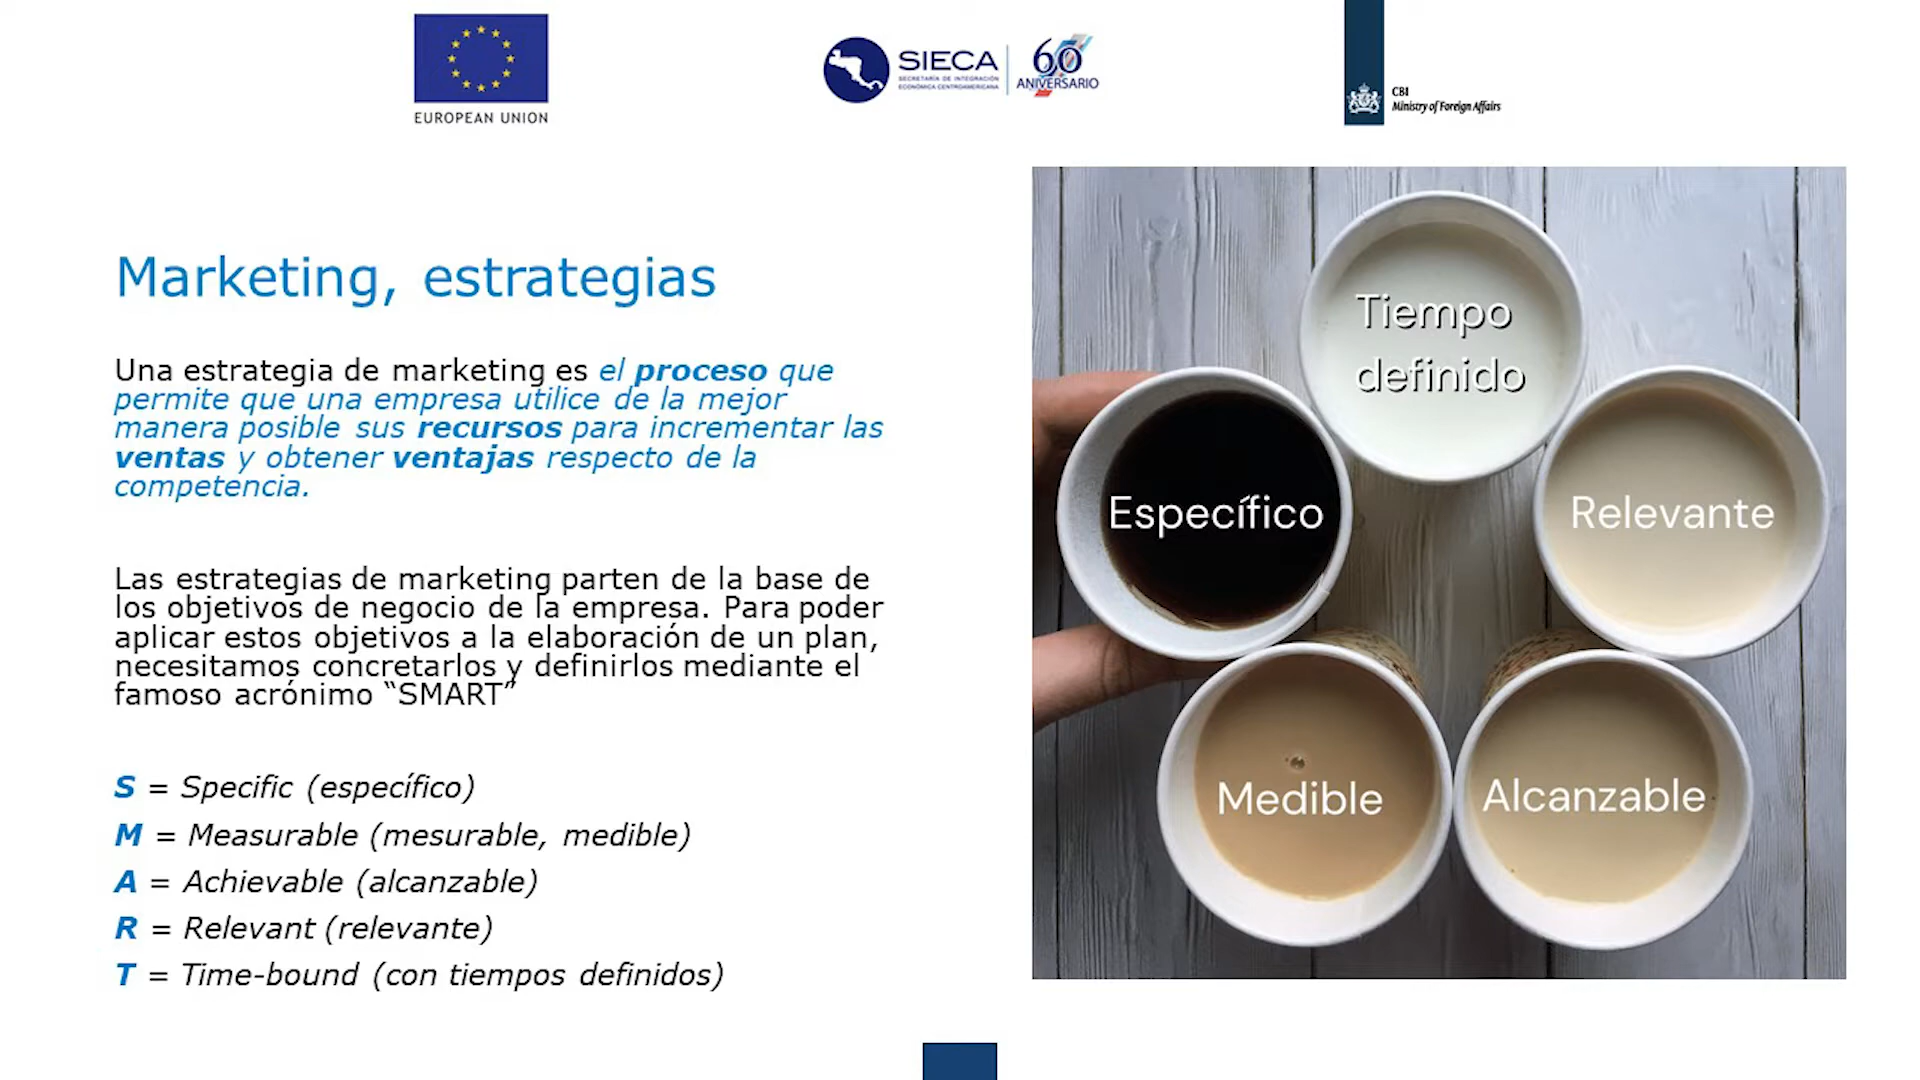 EUROPEAN UNION
SIECA
SECRETARÍA DE INTEGRACIÓN
ECONÓMICA CENTROAMERICANA
60
ANIVERSARIO
CBI
Ministry of Foreign Affairs
Marketing, estrategias
Una estrategia de marketing es el proceso que
permite que una empresa utilice de la mejor
manera posible sus recursos para incrementar las
ventas y obtener ventajas respecto de la
competencia.
Las estrategias de marketing parten de la base de
los objetivos de negocio de la empresa. Para poder
aplicar estos objetivos a la elaboración de un plan,
necesitamos concretarlos y definirlos mediante el
famoso acrónimo “SMART”
S = Specific (específico)
M = Measurable (mesurable, medible)
A = Achievable (alcanzable)
R = Relevant (relevante)
T = Time-bound (con tiempos definidos)
Tiempo
definido
Específico
Relevante
Medible
Alcanzable